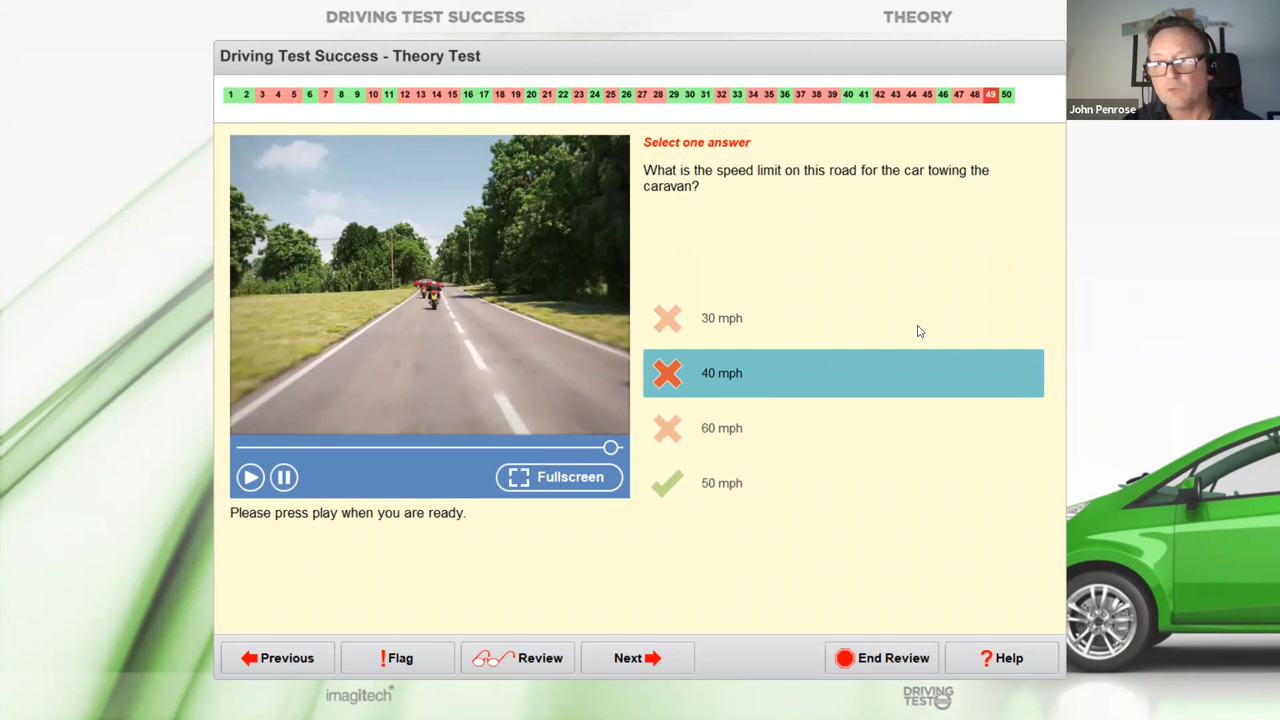 DRIVING TEST SUCCESS
THEORY
Driving Test Success - Theory Test
1 2 3 4 5 6 7 8 9 10 11 12 13 14 15 16 17 18 19 20 21 22 23 24 25 26 27 28 29 30 31 32 33 34 35 36 37 38 39 40 41 42 43 44 45 46 47 48 49 50
John Penrose
Select one answer
What is the speed limit on this road for the car towing the
caravan?
30 mph
40 mph
60 mph
50 mph
Fullscreen
Please press play when you are ready.
Previous
!Flag
Review
Next
End Review
?Help
imagitech
DRIVING
TEST